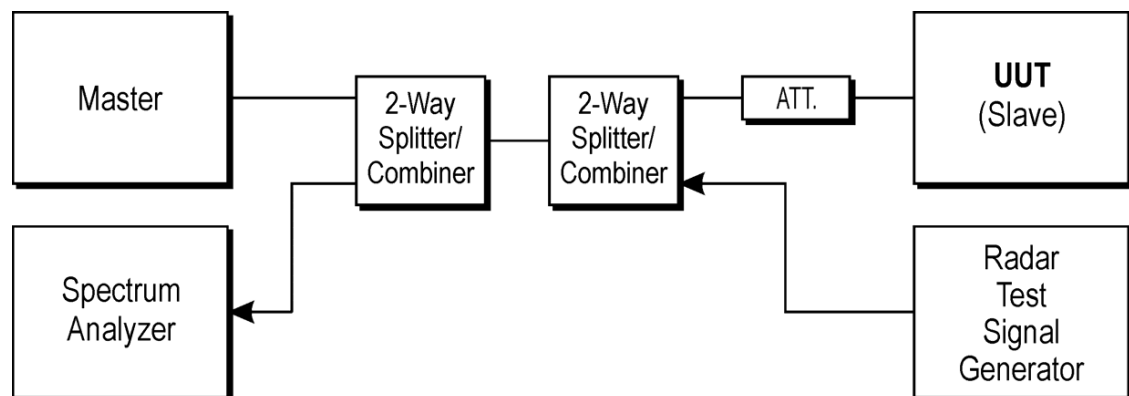 Master
2-Way
Splitter/
Combiner
2-Way
Splitter/
Combiner
ATT.
UUT
(Slave)
Spectrum
Analyzer
Radar
Test
Signal
Generator